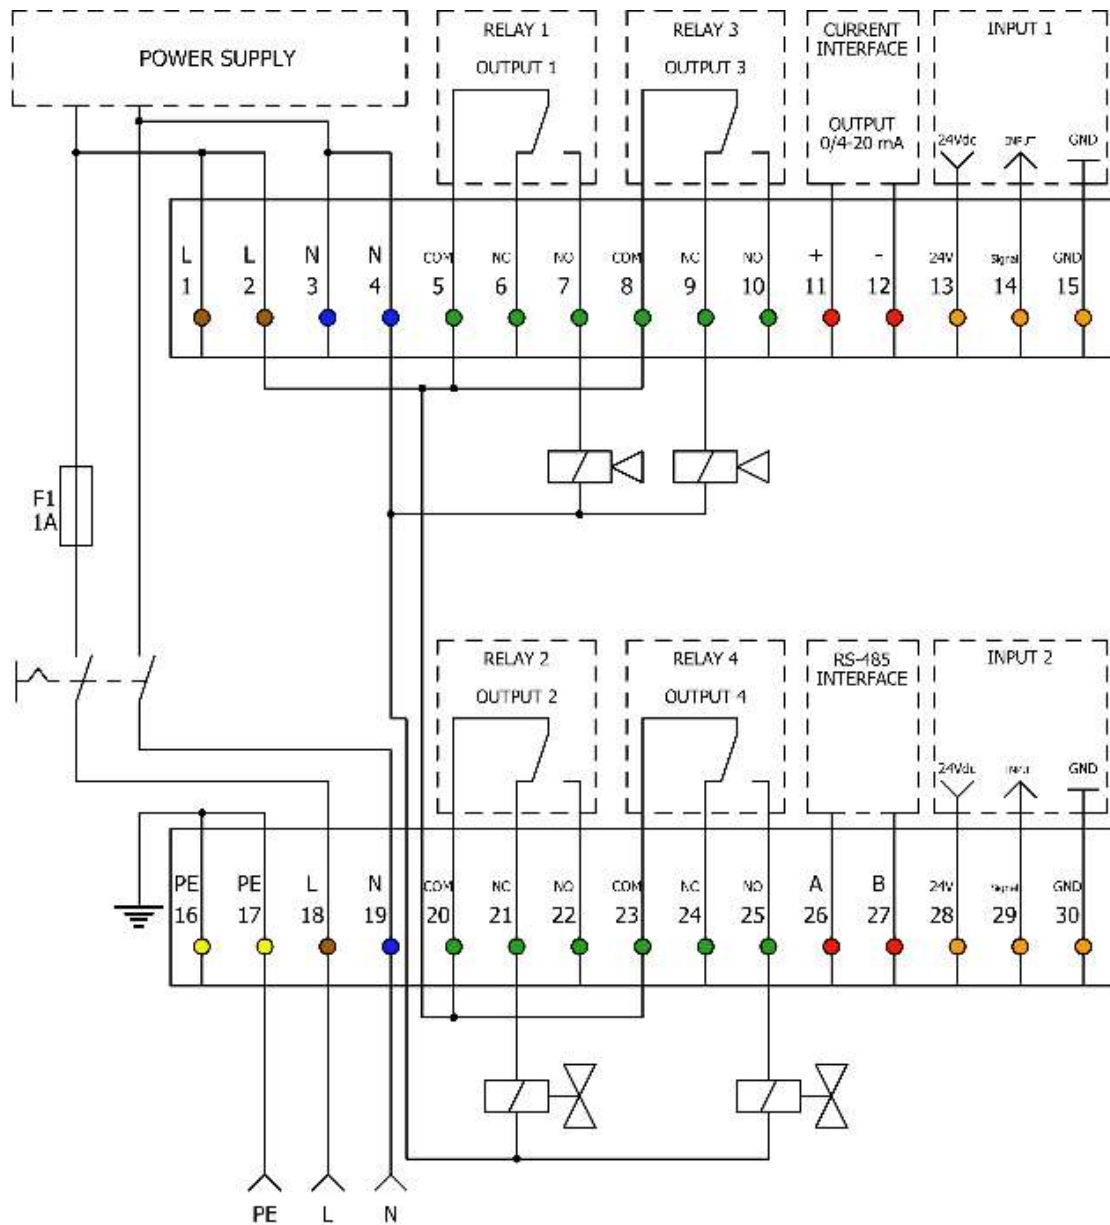 POWER SUPPLY
RELAY 1
OUTPUT 1
RELAY 3
OUTPUT 3
CURRENT
INTERFACE
OUTPUT
0/4-20 mA
INPUT 1
24Vdc INPUT GND
L L N N COM NC NO COM NC NO + - 24V Signal GND
1 2 3 4 5 6 7 8 9 10 11 12 13 14 15
F1
1A
RELAY 2
OUTPUT 2
RELAY 4
OUTPUT 4
RS-485
INTERFACE
INPUT 2
24Vdc INPUT GND
PE PE L N COM NC NO COM NC NO A B 24V Signal GND
16 17 18 19 20 21 22 23 24 25 26 27 28 29 30
PE L N